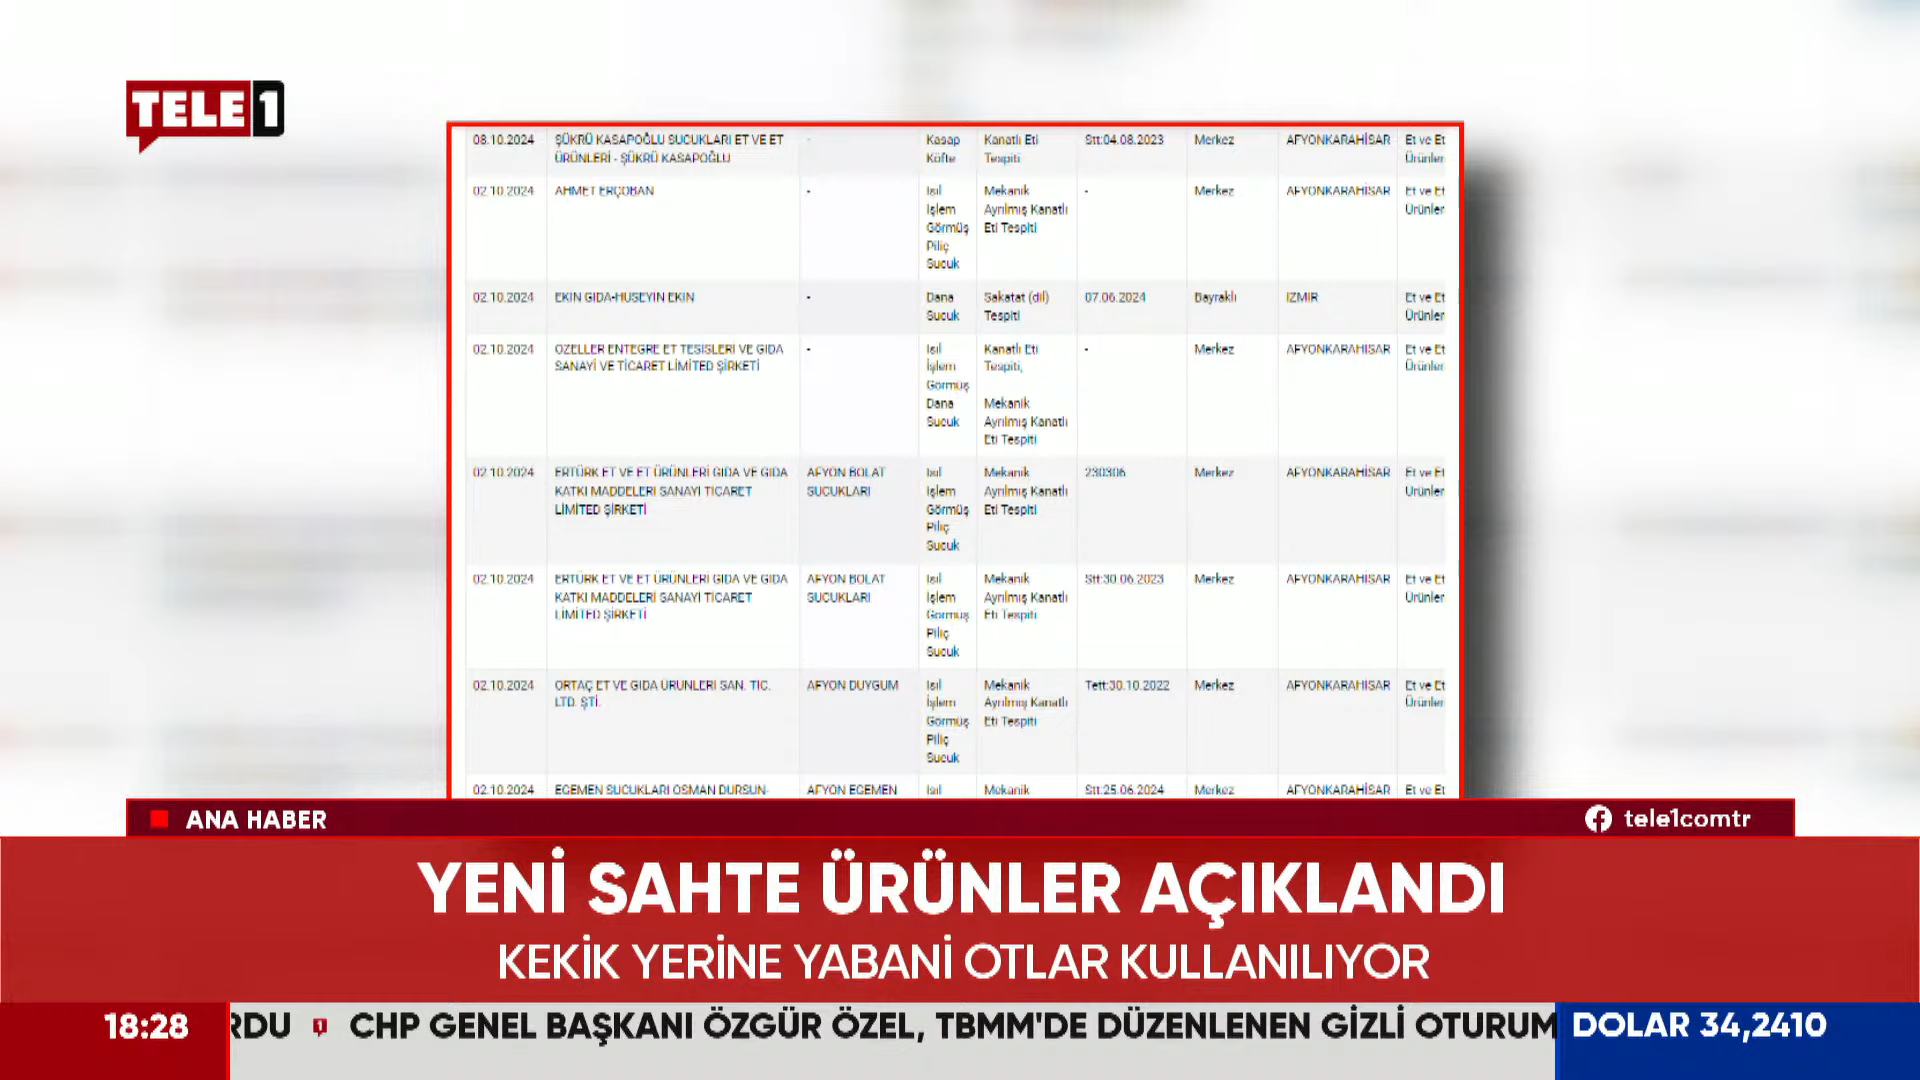 TELE1
08.10.2024 ŞÜKRÜ KASAPOĞLU SUCUKLARI ET VE ET - Kasap Kanatlı Eti Stt:04.08.2023 Merkez AFYONKARAHİSAR Et ve Et
ÜRÜNLERİ - ŞÜKRÜ KASAPOĞLU Köfte Tespiti Ürünler
02.10.2024 AHMET ERÇOBAN - Isıl Mekanik - Merkez AFYONKARAHİSAR Et ve Et
İşlem Ayrılmış Kanatlı Ürünler
Görmüş Eti Tespiti
Piliç
Sucuk
02.10.2024 EKİN GIDA-HÜSEYİN EKİN - Dana Sakatat (dil) 07.06.2024 Bayraklı İZMİR Et ve Et
Sucuk Tespiti Ürünler
02.10.2024 ÖZELLER ENTEGRE ET TESİSLERİ VE GIDA - Isıl Kanatlı Eti - Merkez AFYONKARAHİSAR Et ve Et
SANAYİ VE TİCARET LİMİTED ŞİRKETİ İşlem Tespiti, Ürünler
Görmüş
Dana Mekanik
Sucuk Ayrılmış Kanatlı
Eti Tespiti
02.10.2024 ERTÜRK ET VE ET ÜRÜNLERİ GIDA VE GIDA AFYON BOLAT Isıl Mekanik 230306 Merkez AFYONKARAHİSAR Et ve Et
KATKI MADDELERİ SANAYİ TİCARET SUCUKLARI İşlem Ayrılmış Kanatlı Ürünler
LİMİTED ŞİRKETİ Görmüş Eti Tespiti
Piliç
Sucuk
02.10.2024 ERTÜRK ET VE ET ÜRÜNLERİ GIDA VE GIDA AFYON BOLAT Isıl Mekanik Stt:30.06.2023 Merkez AFYONKARAHİSAR Et ve Et
KATKI MADDELERİ SANAYİ TİCARET SUCUKLARI İşlem Ayrılmış Kanatlı Ürünler
LİMİTED ŞİRKETİ Görmüş Eti Tespiti
Piliç
Sucuk
02.10.2024 ORTAÇ ET VE GIDA ÜRÜNLERİ SAN. TİC. AFYON DUYGUM Isıl Mekanik Tett:30.10.2022 Merkez AFYONKARAHİSAR Et ve Et
LTD. ŞTİ. İşlem Ayrılmış Kanatlı Ürünler
Görmüş Eti Tespiti
Piliç
Sucuk
02.10.2024 EGEMEN SUCUKLARI OSMAN DURSUN- AFYON EGEMEN Isıl Mekanik Stt:25.06.2024 Merkez AFYONKARAHİSAR Et ve Et
ANA HABER
tele1comtr
YENİ SAHTE ÜRÜNLER AÇIKLANDI
KEKİK YERİNE YABANİ OTLAR KULLANILIYOR
18:28 RDU 1 CHP GENEL BAŞKANI ÖZGÜR ÖZEL, TBMM'DE DÜZENLENEN GİZLİ OTURUM DOLAR 34,2410